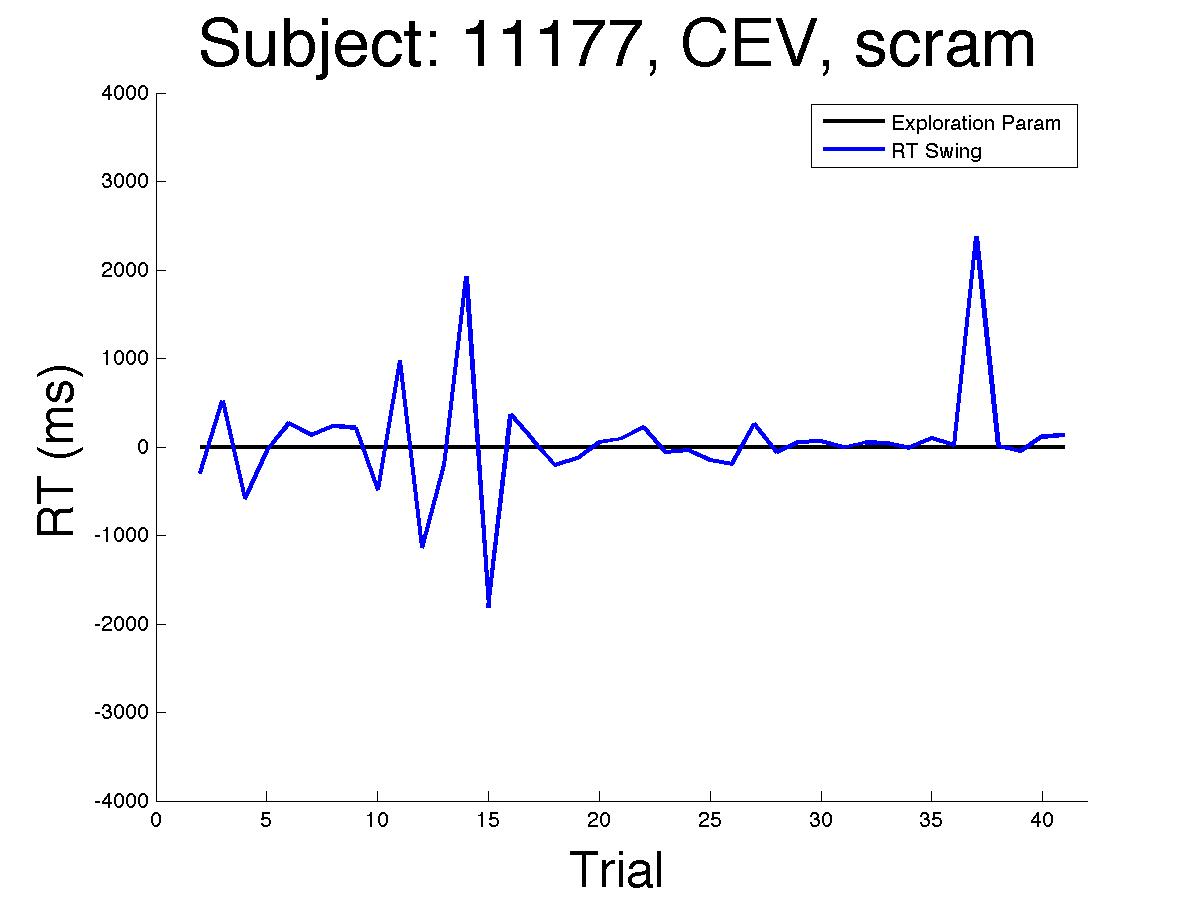 Subject: 11177, CEV, scram
4000
3000
2000
1000
0
-1000
-2000
-3000
-4000
RT (ms)
Exploration Param
RT Swing
0 5 10 15 20 25 30 35 40
Trial